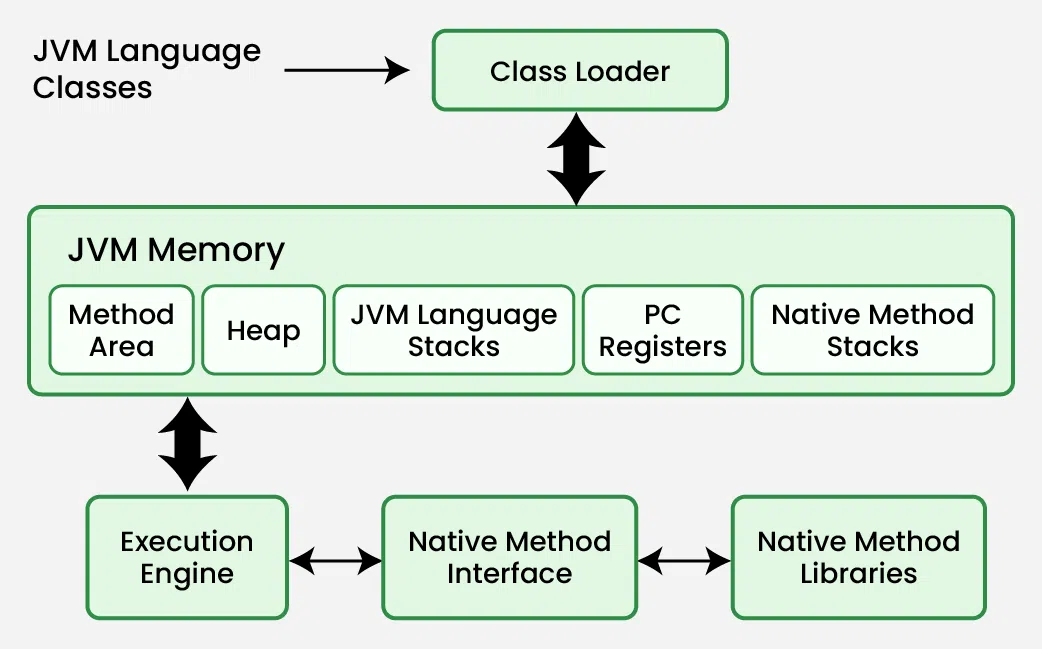 JVM Language
Classes
Class Loader
JVM Memory
Method
Area
Heap
JVM Language
Stacks
PC
Registers
Native Method
Stacks
Execution
Engine
Native Method
Interface
Native Method
Libraries